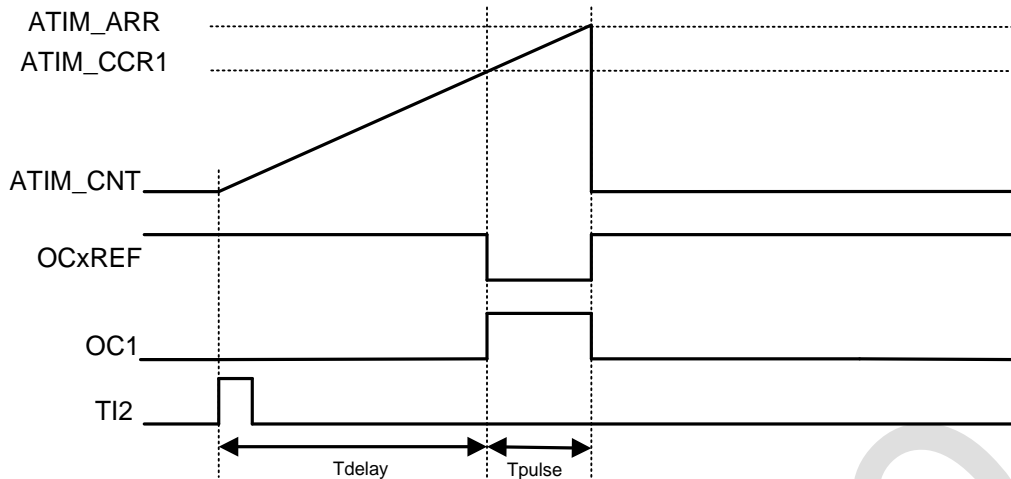 ATIM_ARR
ATIM_CCR1
ATIM_CNT
OCxREF
OC1
TI2
Tdelay
Tpulse